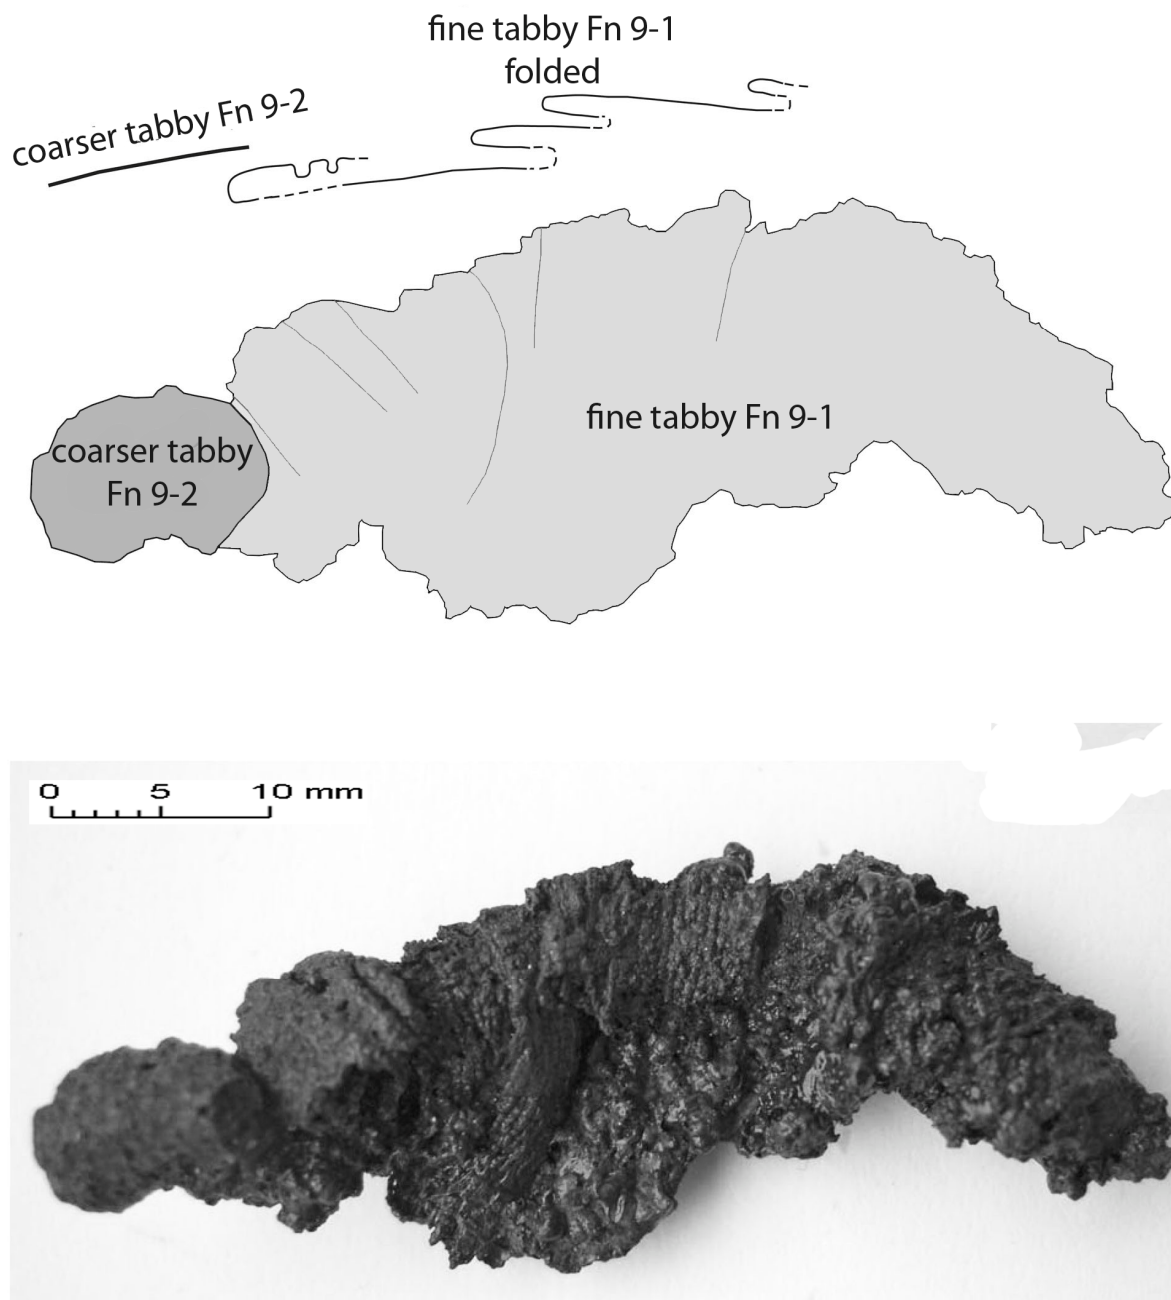 fine tabby Fn 9-1
folded
coarser tabby Fn 9-2
fine tabby Fn 9-1
coarser tabby
Fn 9-2
0 5 10 mm